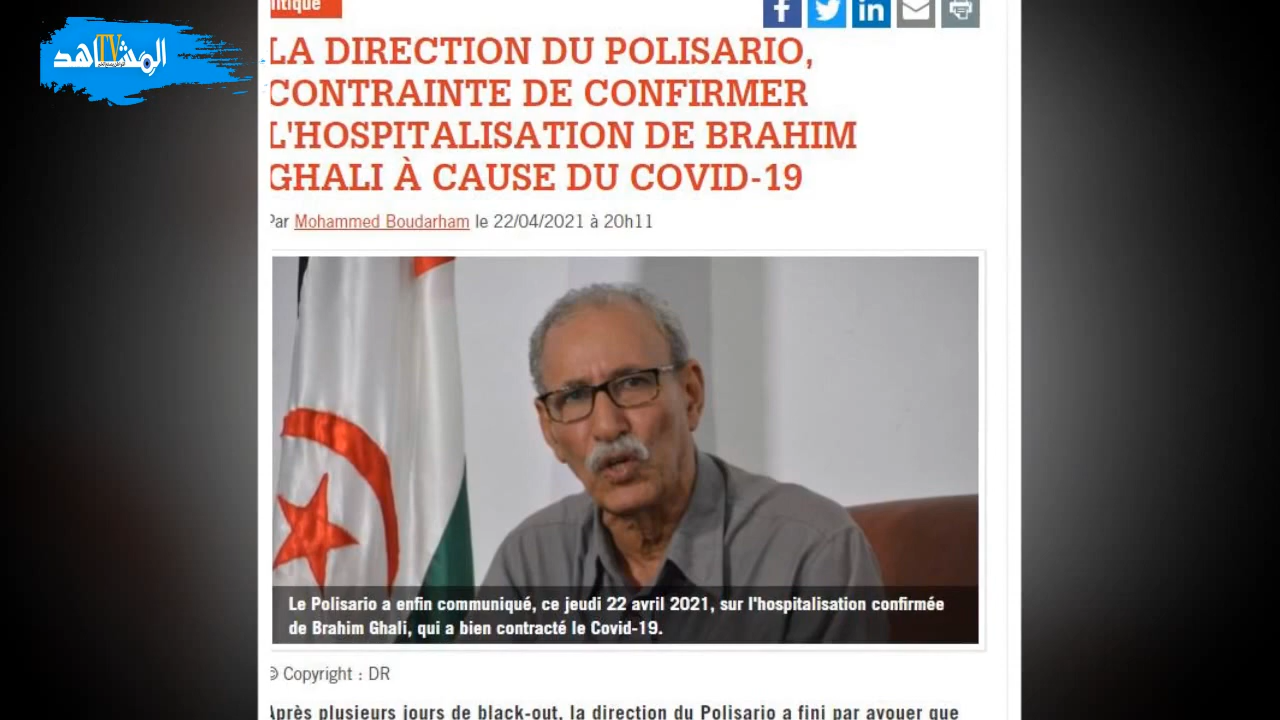 litique
المشاهد TV
LA DIRECTION DU POLISARIO,
CONTRAINTE DE CONFIRMER
L'HOSPITALISATION DE BRAHIM
GHALI À CAUSE DU COVID-19
Par Mohammed Boudarham le 22/04/2021 à 20h11
Le Polisario a enfin communiqué, ce jeudi 22 avril 2021, sur l'hospitalisation confirmée
de Brahim Ghali, qui a bien contracté le Covid-19.
© Copyright : DR
Après plusieurs jours de black-out, la direction du Polisario a fini par avouer que